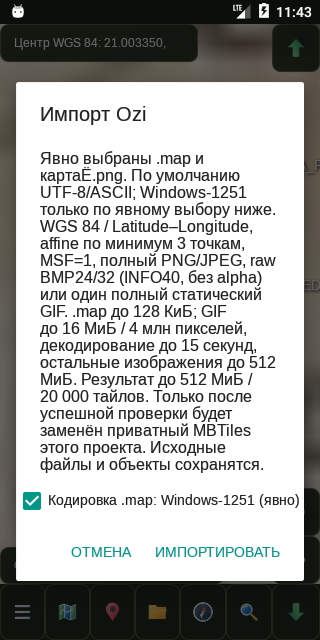 LTE 11:43
Центр WGS 84: 21.003350,
Импорт Ozi
Явно выбраны .map и
картаЁ.png. По умолчанию
UTF-8/ASCII; Windows-1251
только по явному выбору ниже.
WGS 84 / Latitude–Longitude,
affine по минимум 3 точкам,
MSF=1, полный PNG/JPEG, raw
BMP24/32 (INFO40, без alpha)
или один полный статический
GIF. .map до 128 КиБ; GIF
до 16 МиБ / 4 млн пикселей,
декодирование до 15 секунд,
остальные изображения до 512
МиБ. Результат до 512 МиБ /
20 000 тайлов. Только после
успешной проверки будет
заменён приватный MBTiles
этого проекта. Исходные
файлы и объекты сохранятся.
Кодировка .map: Windows-1251 (явно)
ОТМЕНА ИМПОРТИРОВАТЬ